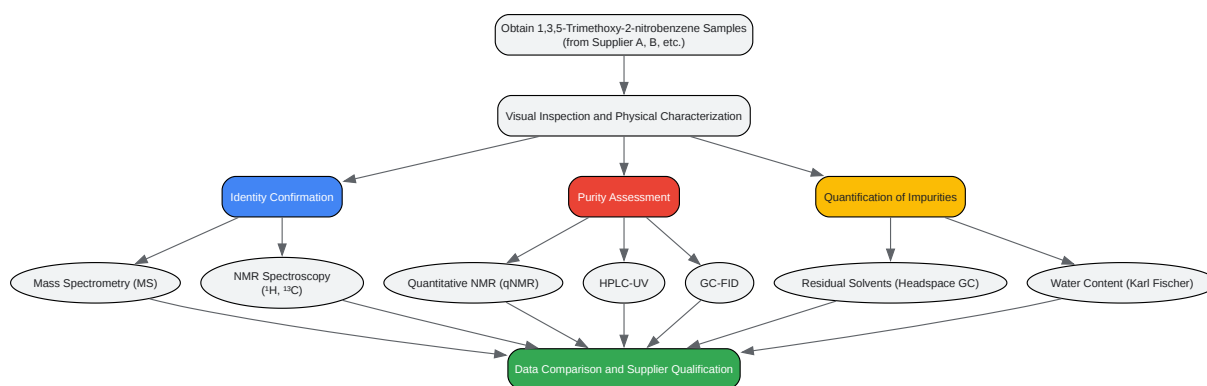 Obtain 1,3,5-Trimethoxy-2-nitrobenzene Samples
(from Supplier A, B, etc.)
Visual Inspection and Physical Characterization
Identity Confirmation
Purity Assessment
Quantification of Impurities
Mass Spectrometry (MS)
NMR Spectroscopy
(¹H, ¹³C)
Quantitative NMR (qNMR)
HPLC-UV
GC-FID
Residual Solvents (Headspace GC)
Water Content (Karl Fischer)
Data Comparison and Supplier Qualification